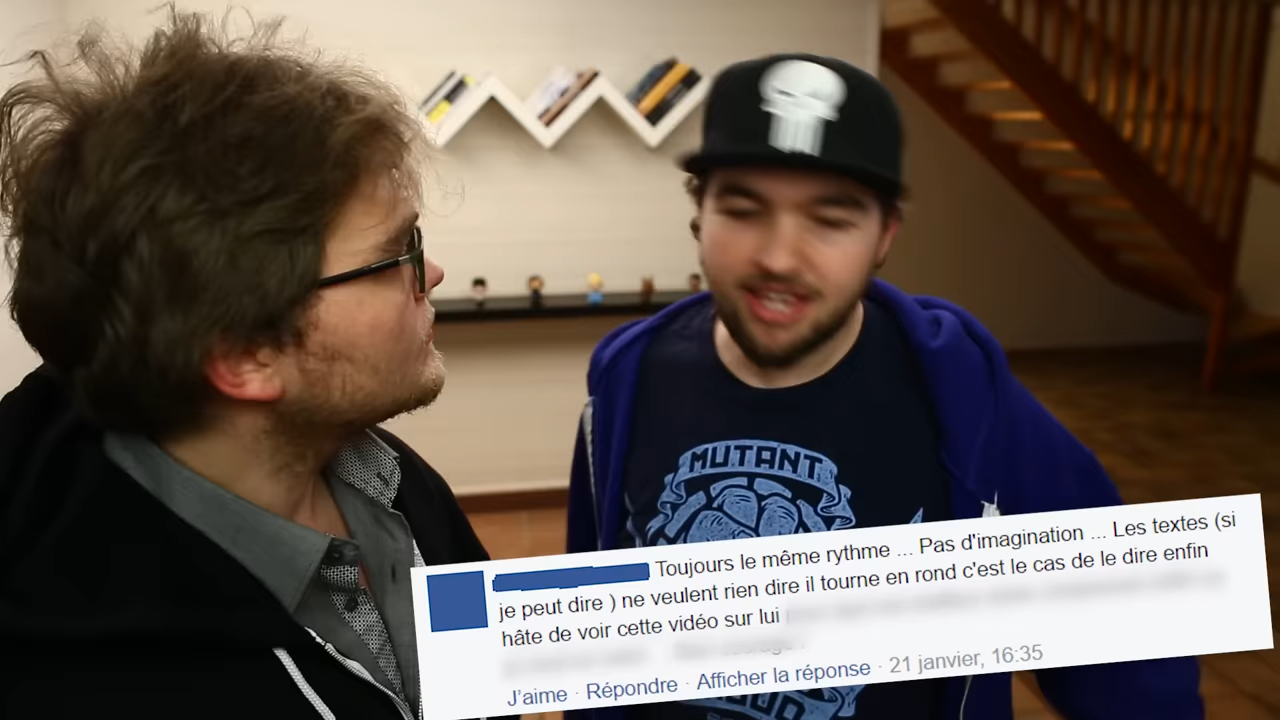 MUTANT
Toujours le même rythme ... Pas d'imagination ... Les textes (si
je peut dire ) ne veulent rien dire il tourne en rond c'est le cas de le dire enfin
hâte de voir cette vidéo sur lui
J'aime · Répondre · Afficher la réponse · 21 janvier, 16:35